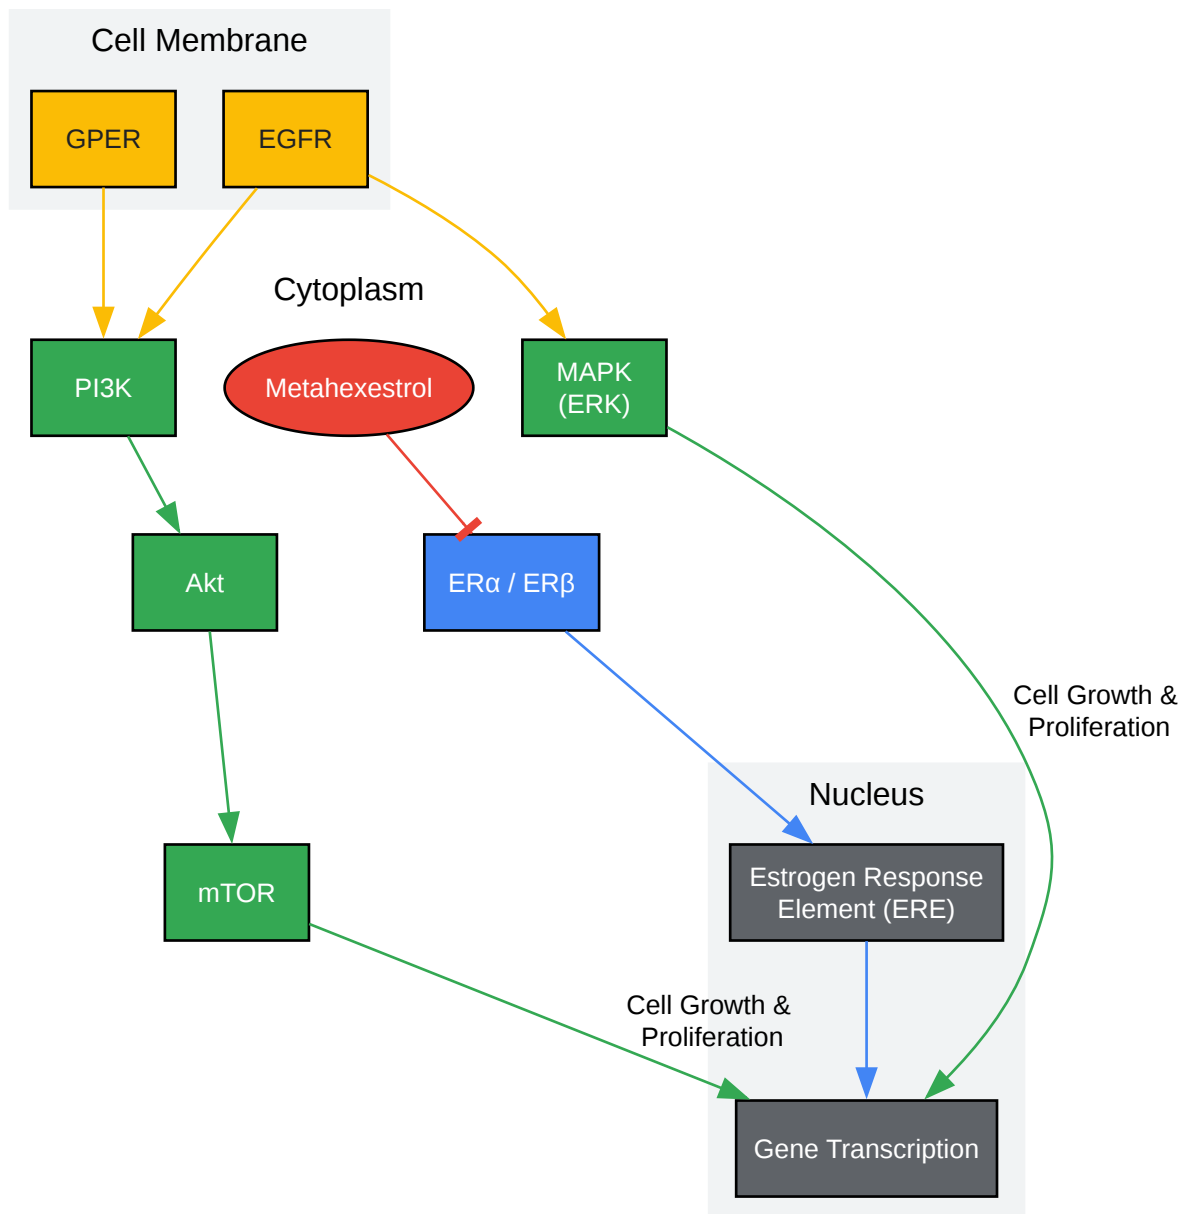 Cell Membrane
GPER
EGFR
Cytoplasm
PI3K
Metahexestrol
MAPK
(ERK)
Akt
ERα / ERβ
Cell Growth &
Proliferation
Nucleus
mTOR
Estrogen Response
Element (ERE)
Cell Growth &
Proliferation
Gene Transcription